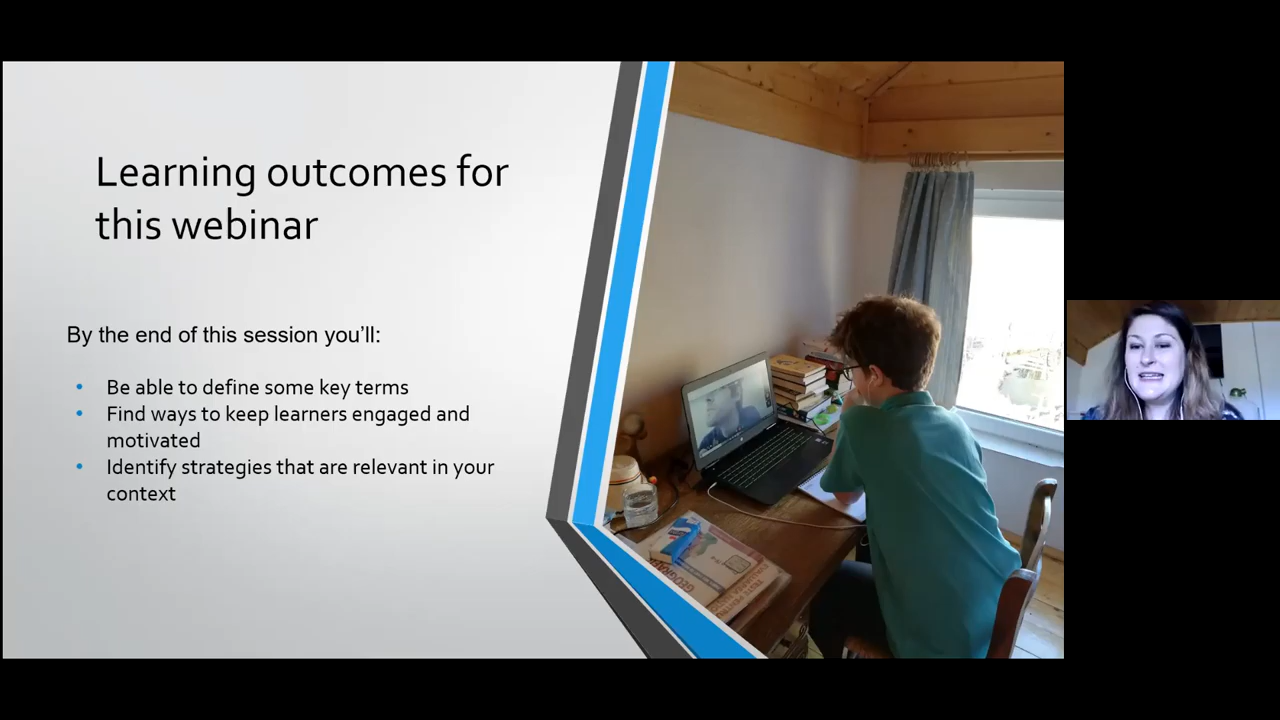 Learning outcomes for
this webinar
By the end of this session you'll:
• Be able to define some key terms
• Find ways to keep learners engaged and
motivated
• Identify strategies that are relevant in your
context